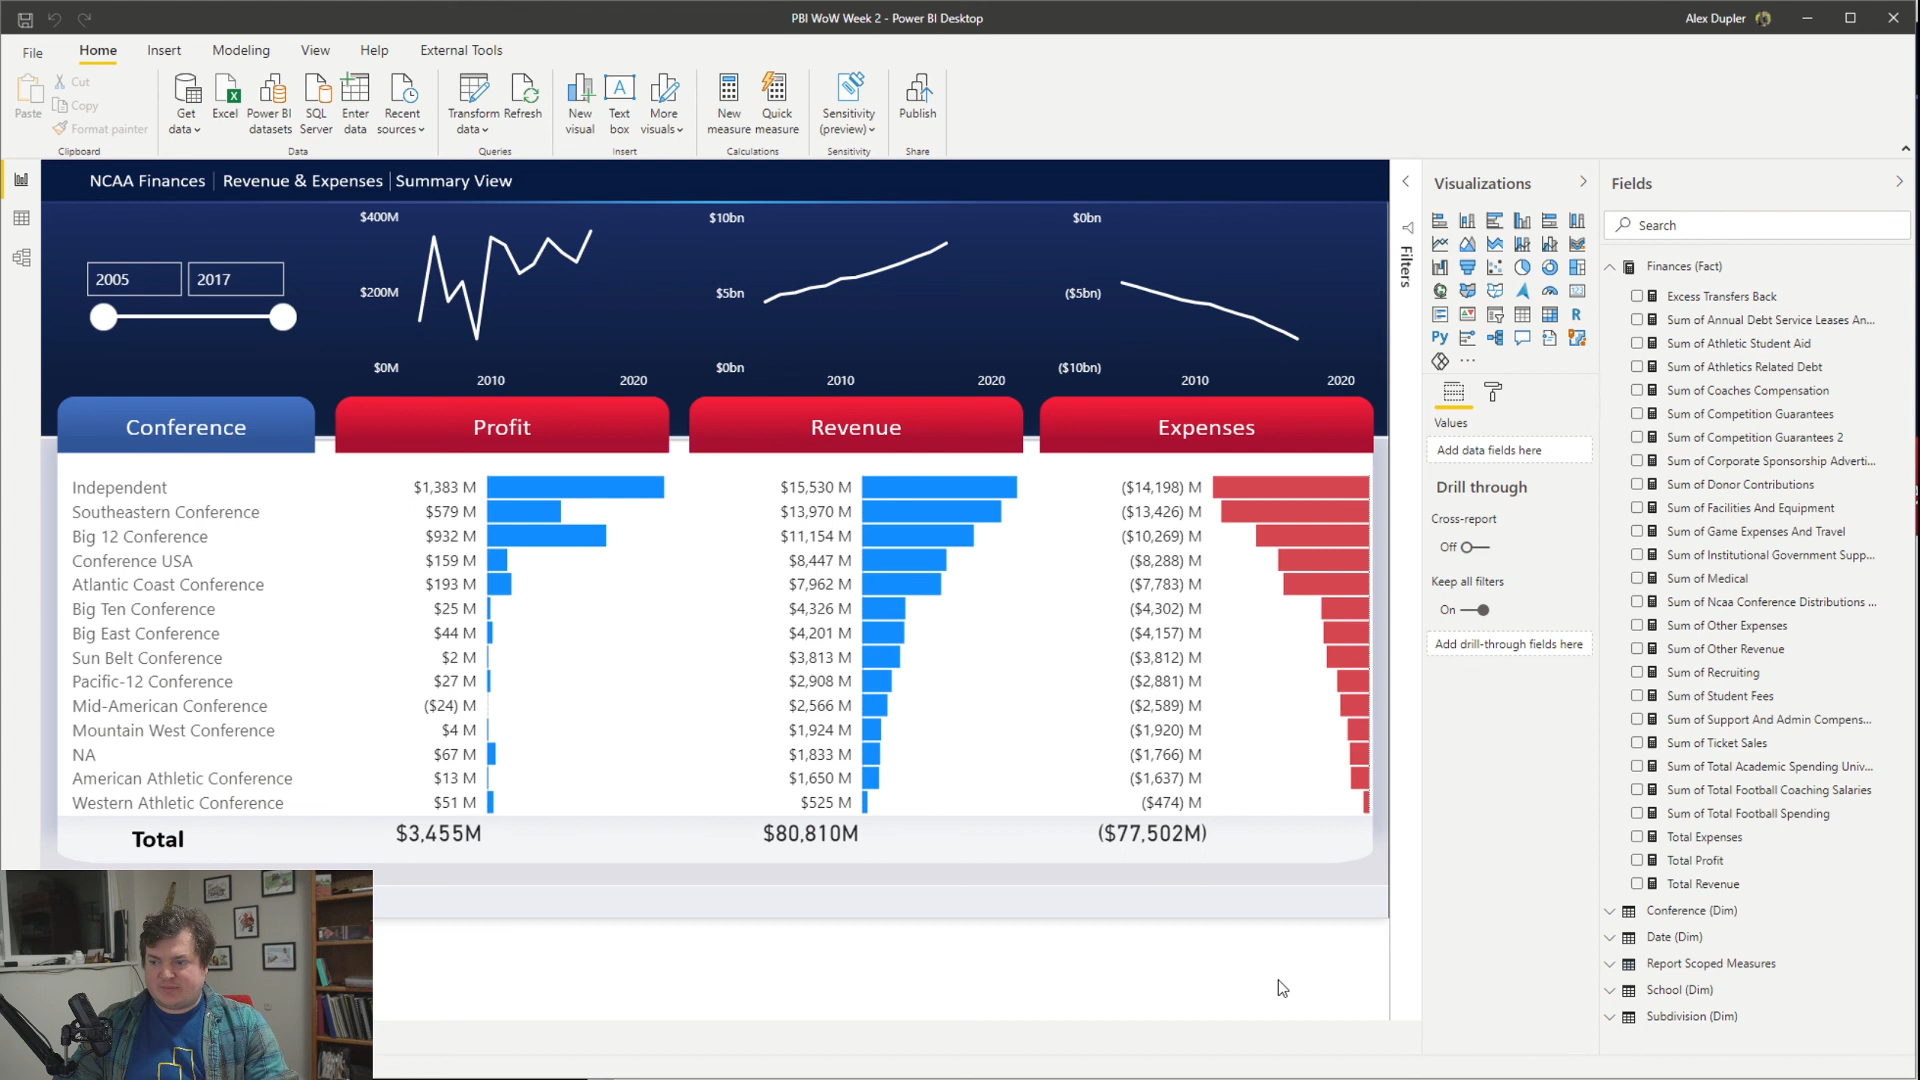 PBI WoW Week 2 - Power BI Desktop
Alex Dupler
File
Home
Insert
Modeling
View
Help
External Tools
Paste
Cut
Copy
Format painter
Clipboard
Get data
Excel
Power BI datasets
SQL Server
Enter data
Recent sources
Data
Transform data
Refresh
Queries
New visual
Text box
More visuals
Insert
New measure
Quick measure
Calculations
Sensitivity (preview)
Sensitivity
Publish
Share
NCAA Finances | Revenue & Expenses | Summary View
2005
2017
$400M
$200M
$0M
2010
2020
$10bn
$5bn
$0bn
2010
2020
$0bn
($5bn)
($10bn)
2010
2020
Conference
Profit
Revenue
Expenses
Independent $1,383 M $15,530 M ($14,198) M
Southeastern Conference $579 M $13,970 M ($13,426) M
Big 12 Conference $932 M $11,154 M ($10,269) M
Conference USA $159 M $8,447 M ($8,288) M
Atlantic Coast Conference $193 M $7,962 M ($7,783) M
Big Ten Conference $25 M $4,326 M ($4,302) M
Big East Conference $44 M $4,201 M ($4,157) M
Sun Belt Conference $2 M $3,813 M ($3,812) M
Pacific-12 Conference $27 M $2,908 M ($2,881) M
Mid-American Conference ($24) M $2,566 M ($2,589) M
Mountain West Conference $4 M $1,924 M ($1,920) M
NA $67 M $1,833 M ($1,766) M
American Athletic Conference $13 M $1,650 M ($1,637) M
Western Athletic Conference $51 M $525 M ($474) M
Total $3,455M $80,810M ($77,502M)
Filters
Visualizations
R
Py
Values
Add data fields here
Drill through
Cross-report
Off
Keep all filters
On
Add drill-through fields here
Fields
Search
Finances (Fact)
Excess Transfers Back
Sum of Annual Debt Service Leases An...
Sum of Athletic Student Aid
Sum of Athletics Related Debt
Sum of Coaches Compensation
Sum of Competition Guarantees
Sum of Competition Guarantees 2
Sum of Corporate Sponsorship Adverti...
Sum of Donor Contributions
Sum of Facilities And Equipment
Sum of Game Expenses And Travel
Sum of Institutional Government Supp...
Sum of Medical
Sum of Ncaa Conference Distributions ...
Sum of Other Expenses
Sum of Other Revenue
Sum of Recruiting
Sum of Student Fees
Sum of Support And Admin Compens...
Sum of Ticket Sales
Sum of Total Academic Spending Univ...
Sum of Total Football Coaching Salaries
Sum of Total Football Spending
Total Expenses
Total Profit
Total Revenue
Conference (Dim)
Date (Dim)
Report Scoped Measures
School (Dim)
Subdivision (Dim)